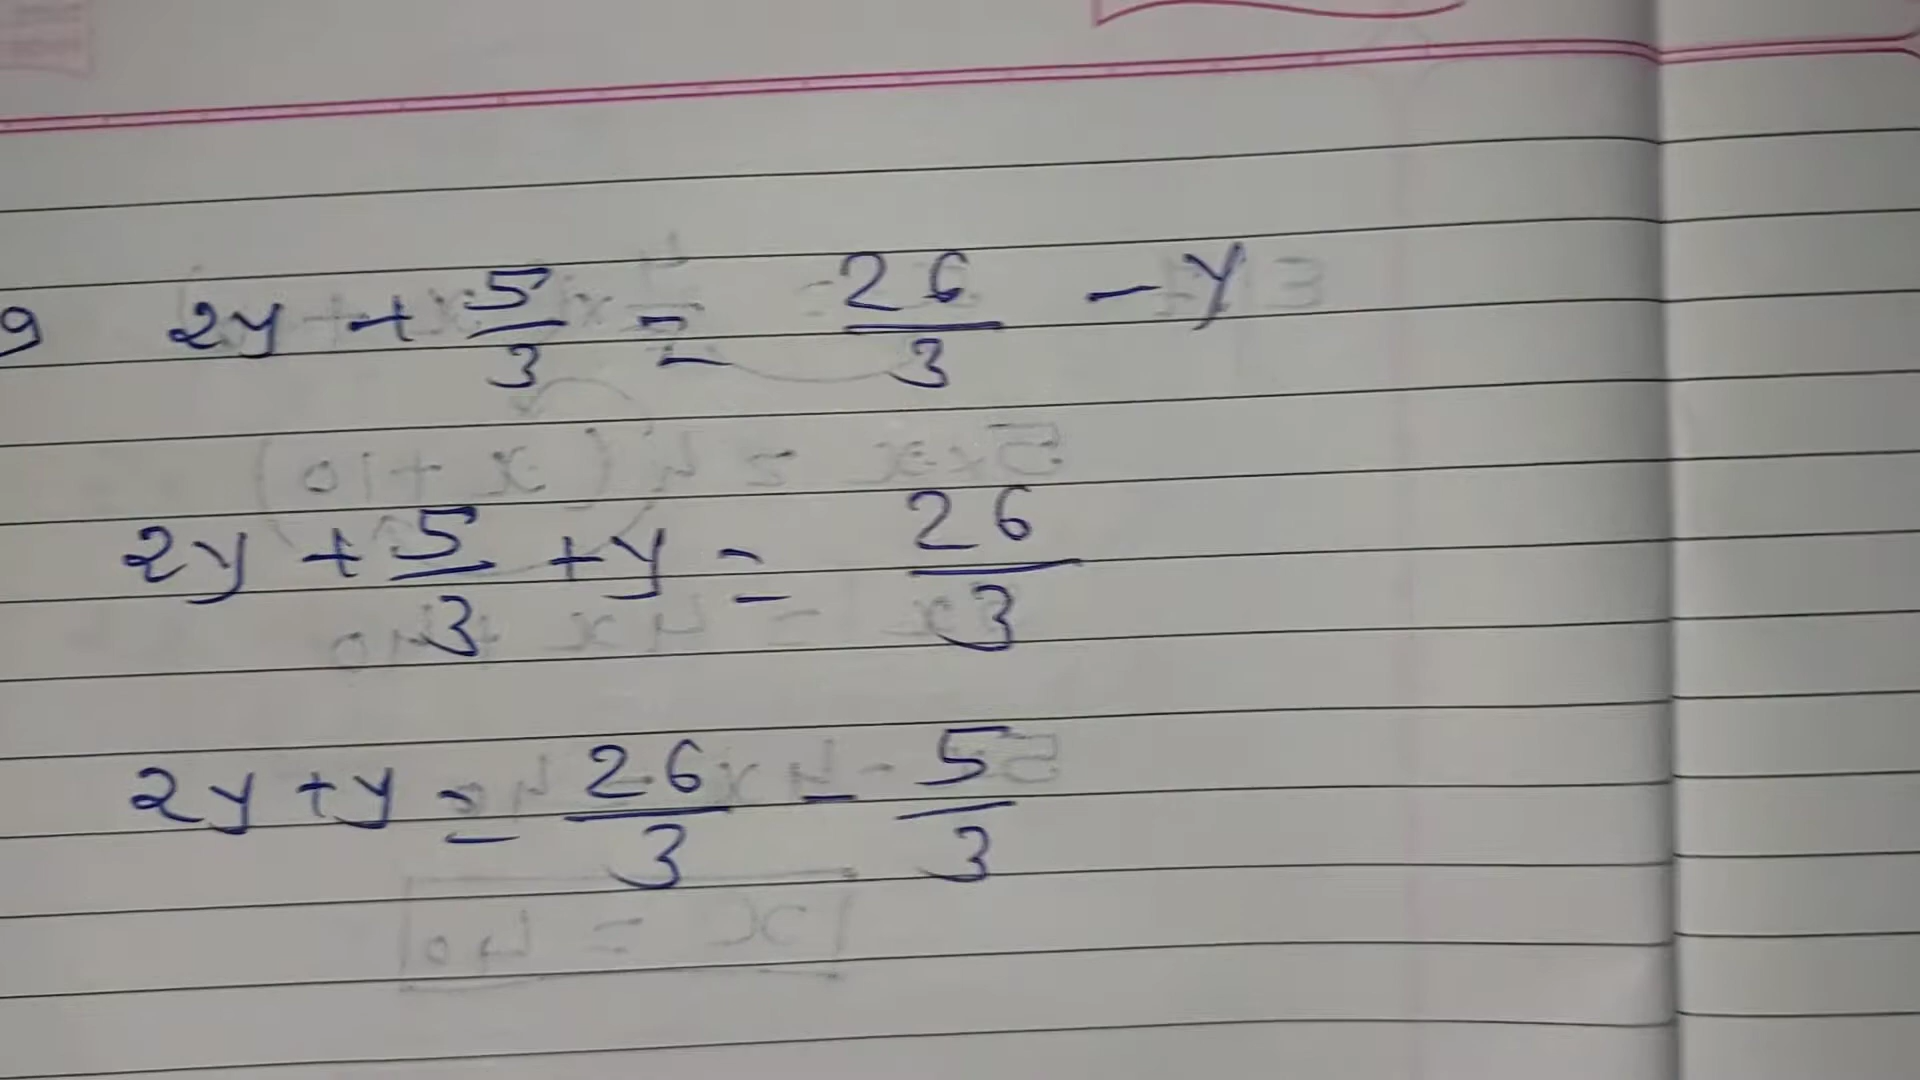 9 2y + 5/3 = 26/3 - y
2y + 5/3 + y = 26/3
2y + y = 26/3 - 5/3